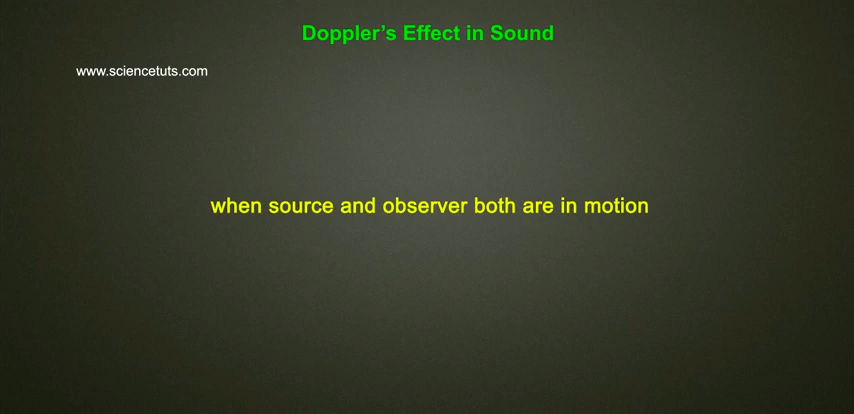 Doppler’s Effect in Sound
www.sciencetuts.com
when source and observer both are in motion